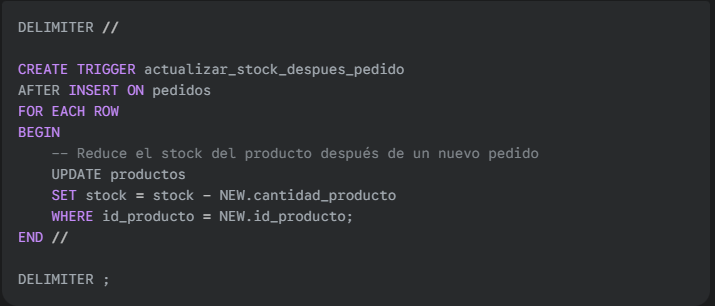 DELIMITER //
CREATE TRIGGER actualizar_stock_despues_pedido
AFTER INSERT ON pedidos
FOR EACH ROW
BEGIN
    -- Reduce el stock del producto después de un nuevo pedido
    UPDATE productos
    SET stock = stock - NEW.cantidad_producto
    WHERE id_producto = NEW.id_producto;
END //
DELIMITER ;